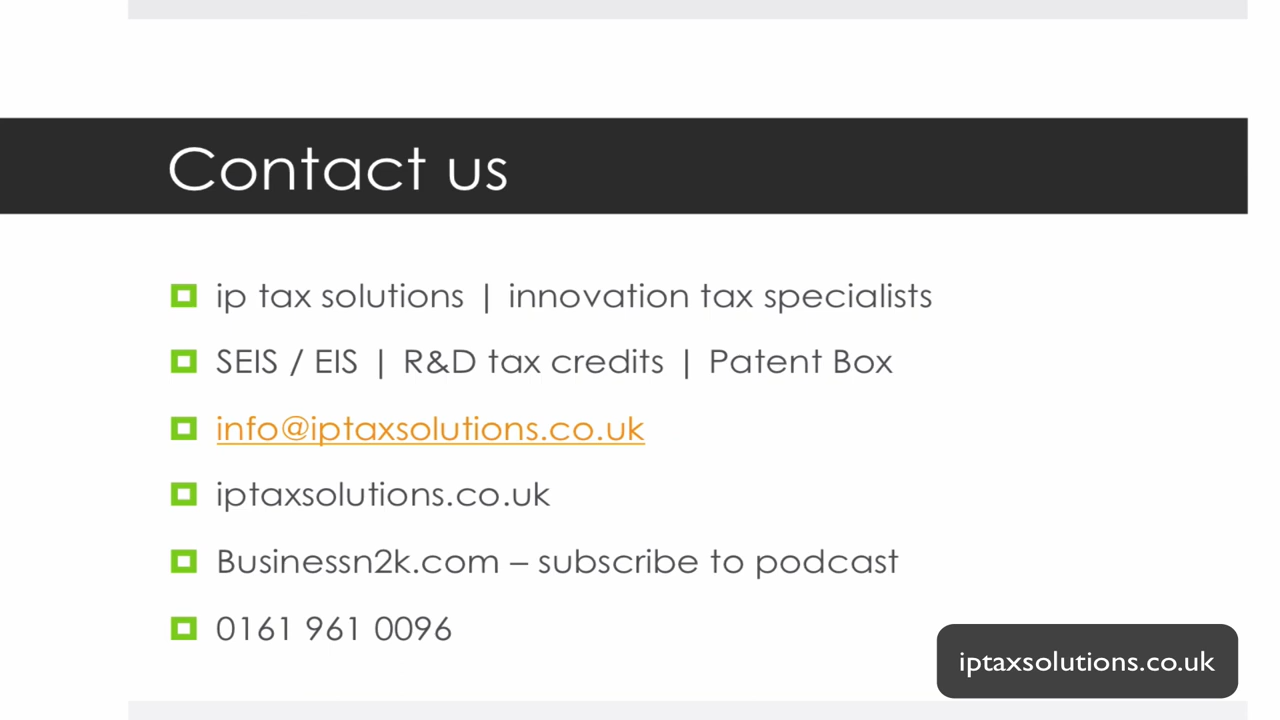 Contact us
ip tax solutions | innovation tax specialists
SEIS / EIS | R&D tax credits | Patent Box
info@iptaxsolutions.co.uk
iptaxsolutions.co.uk
Businessn2k.com – subscribe to podcast
0161 961 0096
iptaxsolutions.co.uk